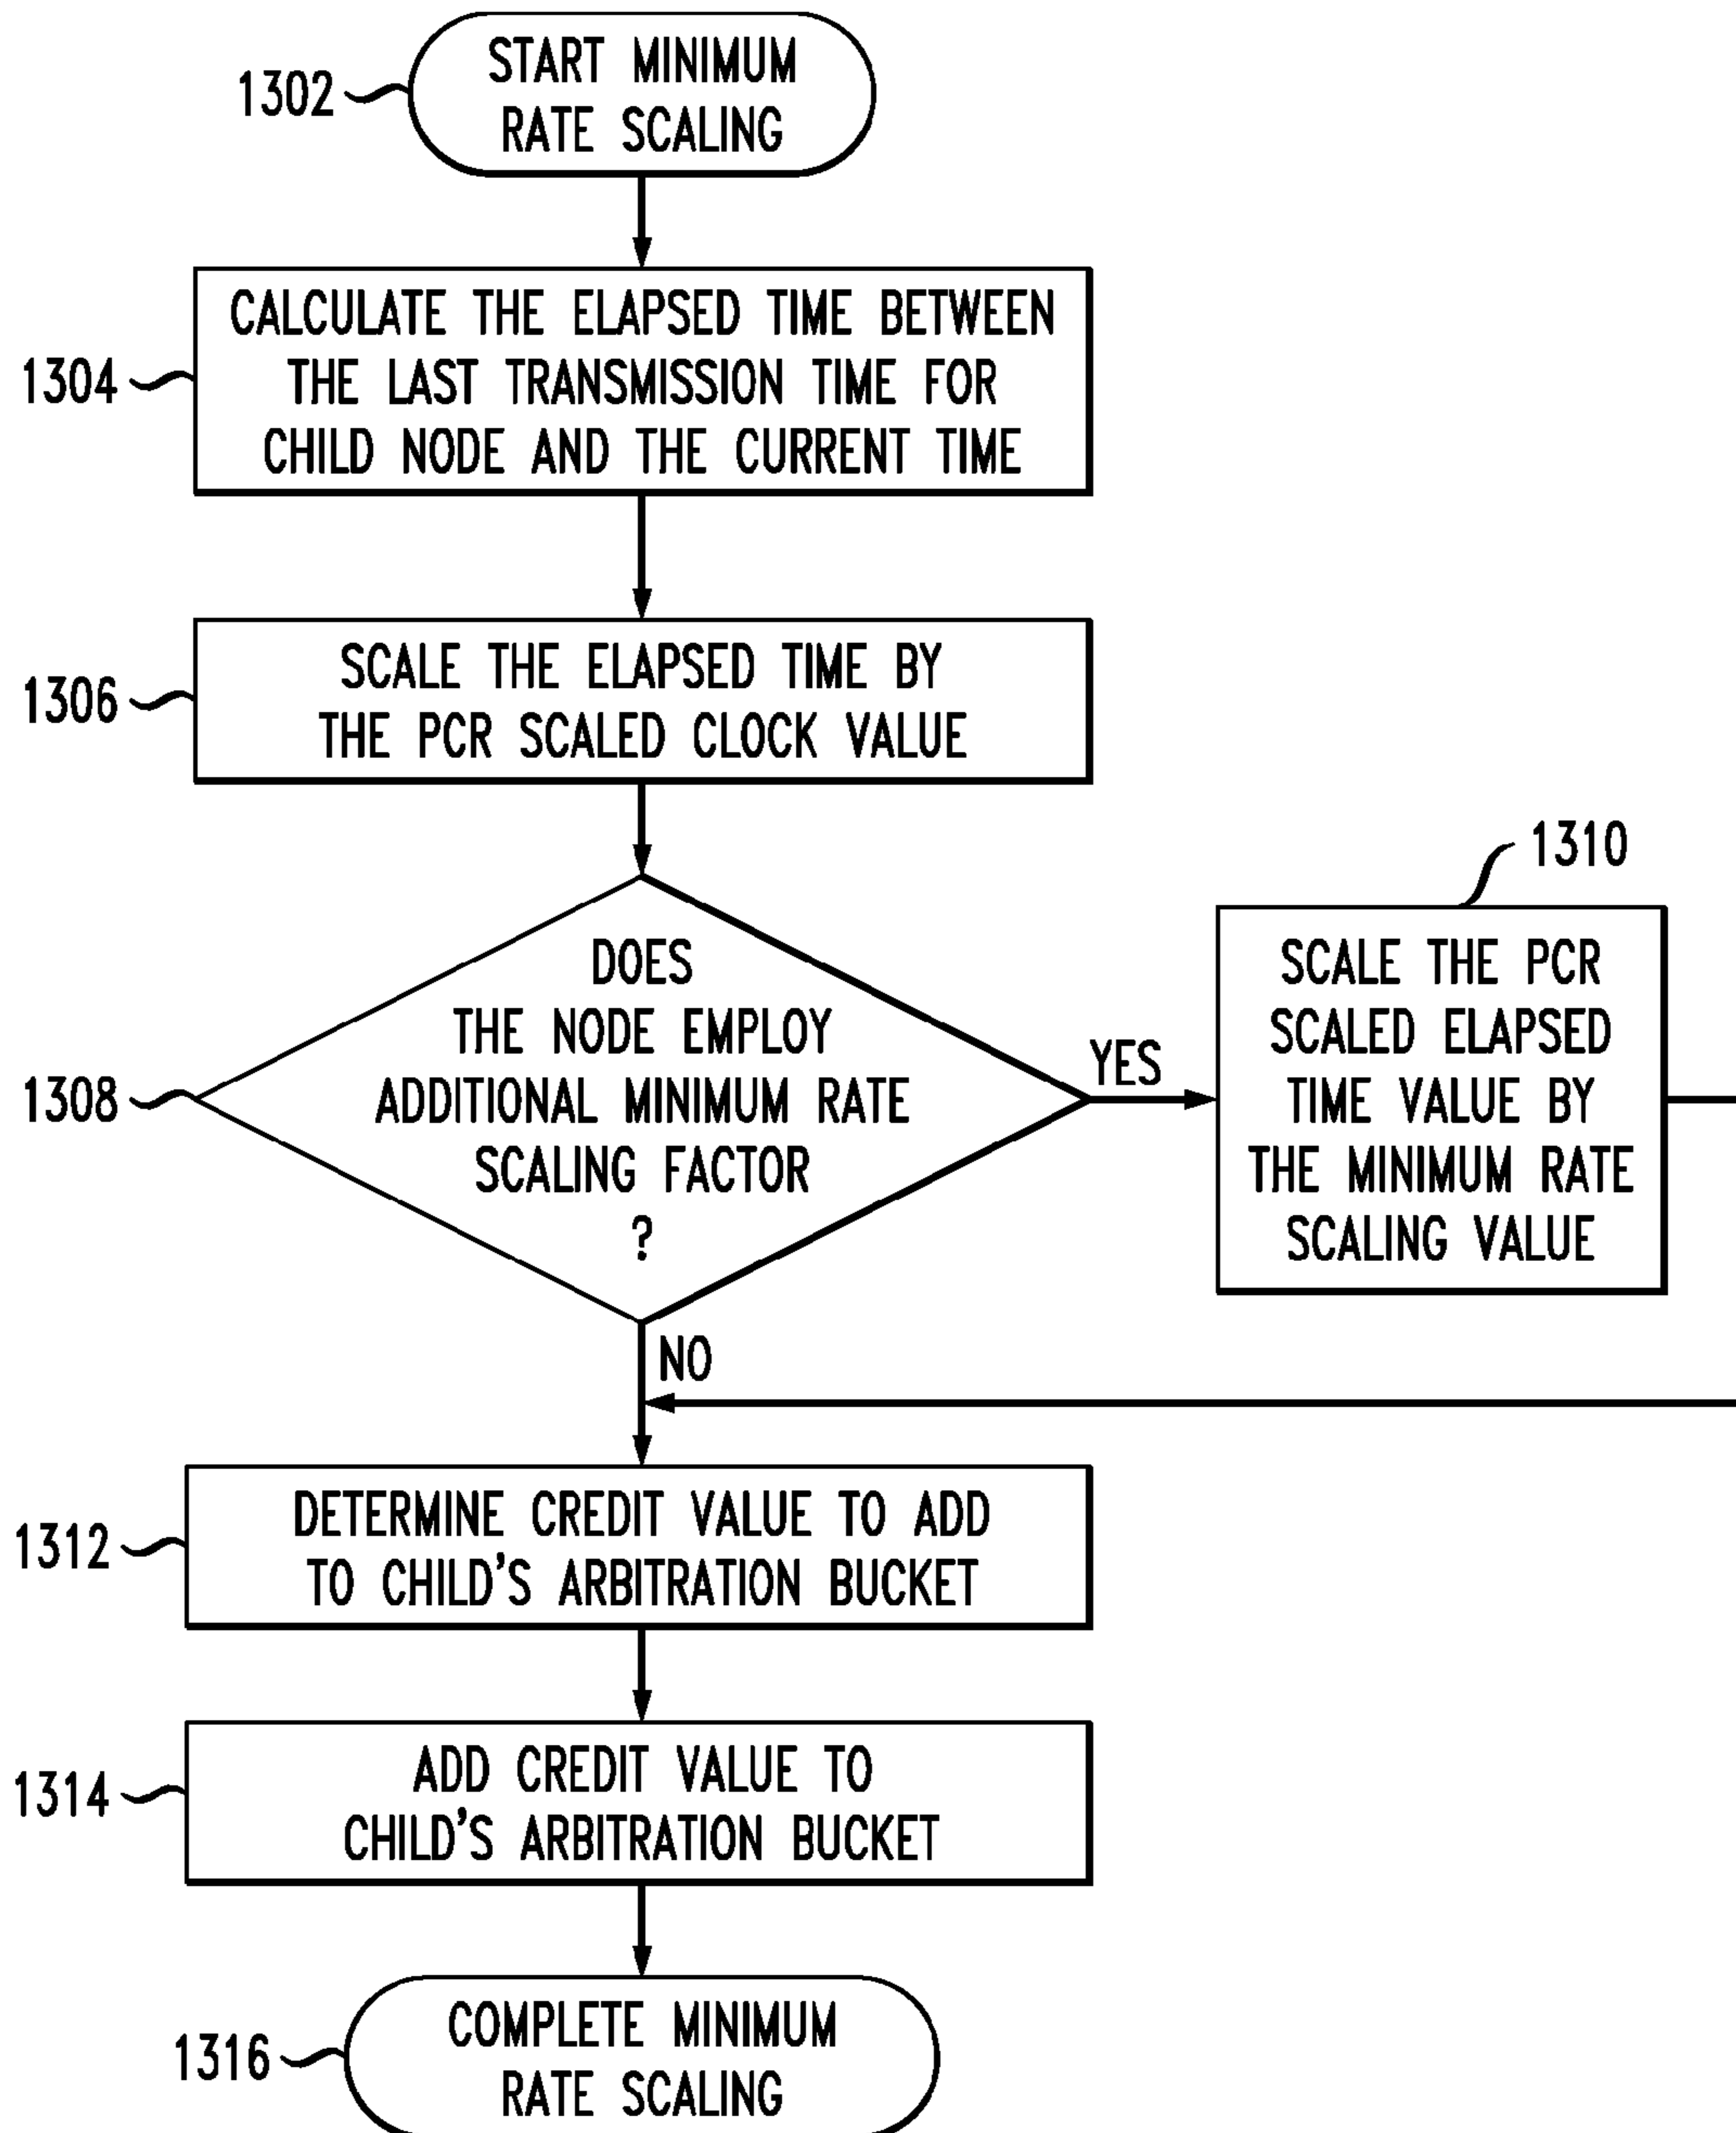 1302
START MINIMUM
RATE SCALING
1304
CALCULATE THE ELAPSED TIME BETWEEN
THE LAST TRANSMISSION TIME FOR
CHILD NODE AND THE CURRENT TIME
1306
SCALE THE ELAPSED TIME BY
THE PCR SCALED CLOCK VALUE
1308
DOES
THE NODE EMPLOY
ADDITIONAL MINIMUM RATE
SCALING FACTOR
?
YES
1310
SCALE THE PCR
SCALED ELAPSED
TIME VALUE BY
THE MINIMUM RATE
SCALING VALUE
NO
1312
DETERMINE CREDIT VALUE TO ADD
TO CHILD'S ARBITRATION BUCKET
1314
ADD CREDIT VALUE TO
CHILD'S ARBITRATION BUCKET
1316
COMPLETE MINIMUM
RATE SCALING